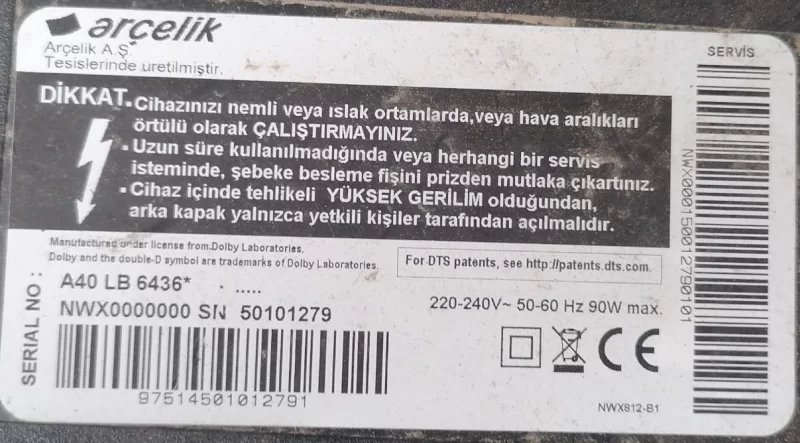 arcelik
Arçelik A.Ş.
Tesislerinde uretilmiştir.
SERVİS
DİKKAT
• Cihazınızı nemli veya ıslak ortamlarda,veya hava aralıkları
örtülü olarak ÇALIŞTIRMAYINIZ.
• Uzun süre kullanılmadığında veya herhangi bir servis
isteminde, şebeke besleme fişini prizden mutlaka çıkartınız.
• Cihaz içinde tehlikeli YÜKSEK GERİLİM olduğundan,
arka kapak yalnızca yetkili kişiler tarafından açılmalıdır.
Manufactured under license from Dolby Laboratories.
Dolby and the double-D symbol are trademarks of Dolby Laboratories.
For DTS patents, see http://patents.dts.com.
SERIAL NO :
A40 LB 6436* . .....
NWX0000000 SN 50101279
97514501012791
220-240V~ 50-60 Hz 90W max.
CE
NWX812-B1
NWX000150012790101